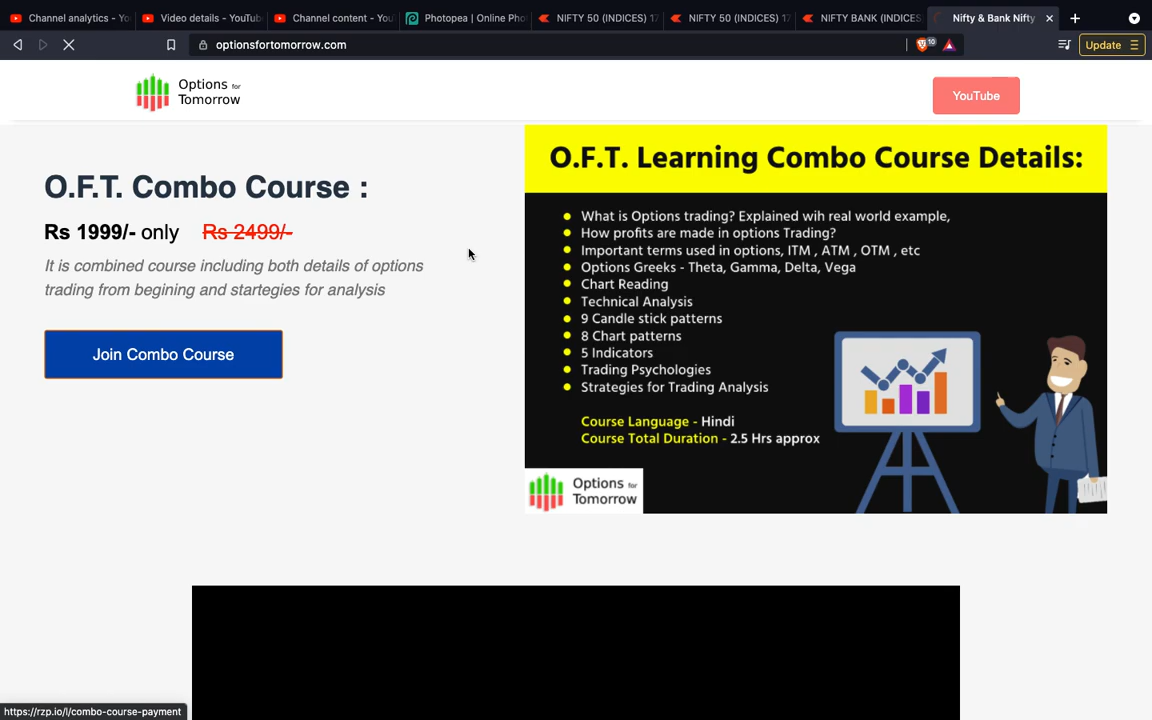 Channel analytics - Yo
Video details - YouTub
Channel content - You
Photopea | Online Pho
NIFTY 50 (INDICES) 17
NIFTY 50 (INDICES) 17
NIFTY BANK (INDICES
Nifty & Bank Nifty
optionsfortomorrow.com
10
Update
Options for
Tomorrow
YouTube
O.F.T. Combo Course :
Rs 1999/- only Rs 2499/-
It is combined course including both details of options
trading from begining and startegies for analysis
Join Combo Course
O.F.T. Learning Combo Course Details:
What is Options trading? Explained wih real world example,
How profits are made in options Trading?
Important terms used in options, ITM , ATM , OTM , etc
Options Greeks - Theta, Gamma, Delta, Vega
Chart Reading
Technical Analysis
9 Candle stick patterns
8 Chart patterns
5 Indicators
Trading Psychologies
Strategies for Trading Analysis
Course Language - Hindi
Course Total Duration - 2.5 Hrs approx
Options for
Tomorrow
https://rzp.io/l/combo-course-payment